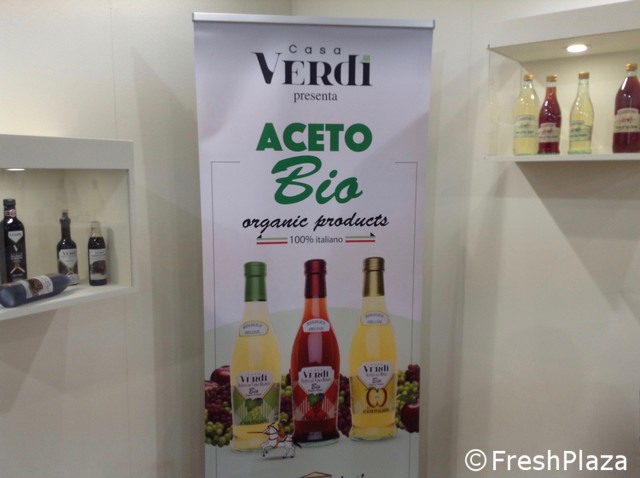 Casa
VERDI
presenta
ACETO
Bio
organic products
100% italiano
VERDI
Bio
VERDI
Bio
VERDI
Bio
©FreshPlaza